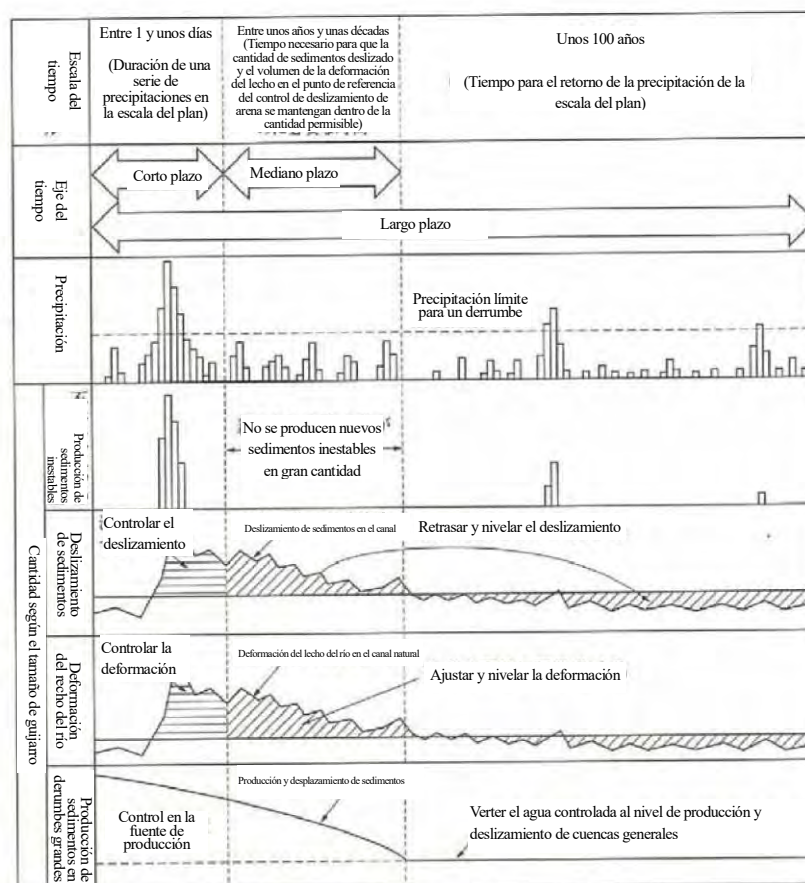 Escala del
tiempo
Entre 1 y unos días
(Duración de una
serie de
precipitaciones en
la escala del plan)
Entre unos años y unas décadas
(Tiempo necesario para que la
cantidad de sedimentos deslizado
y el volumen de la deformación
del lecho en el punto de referencia
del control de deslizamiento de
arena se mantengan dentro de la
cantidad permisible)
Unos 100 años
(Tiempo para el retorno de la precipitación de la
escala del plan)
Eje del
tiempo
Corto plazo
Mediano plazo
Largo plazo
Precipitación
Precipitación límite
para un derrumbe
Cantidad según el tamaño de guijarro
Producción de
sedimentos
inestables
No se producen nuevos
sedimentos inestables
en gran cantidad
Deslizamiento
de sedimentos
Controlar el
deslizamiento
Deslizamiento de sedimentos en el canal
Retrasar y nivelar el deslizamiento
Deformación
del recho del río
Controlar la
deformación
Deformación del lecho del río en el canal natural
Ajustar y nivelar la deformación
Producción de
sedimentos en
derumbes grandes
Producción y desplazamiento de sedimentos
Control en la
fuente de
producción
Verter el agua controlada al nivel de producción y
deslizamiento de cuencas generales